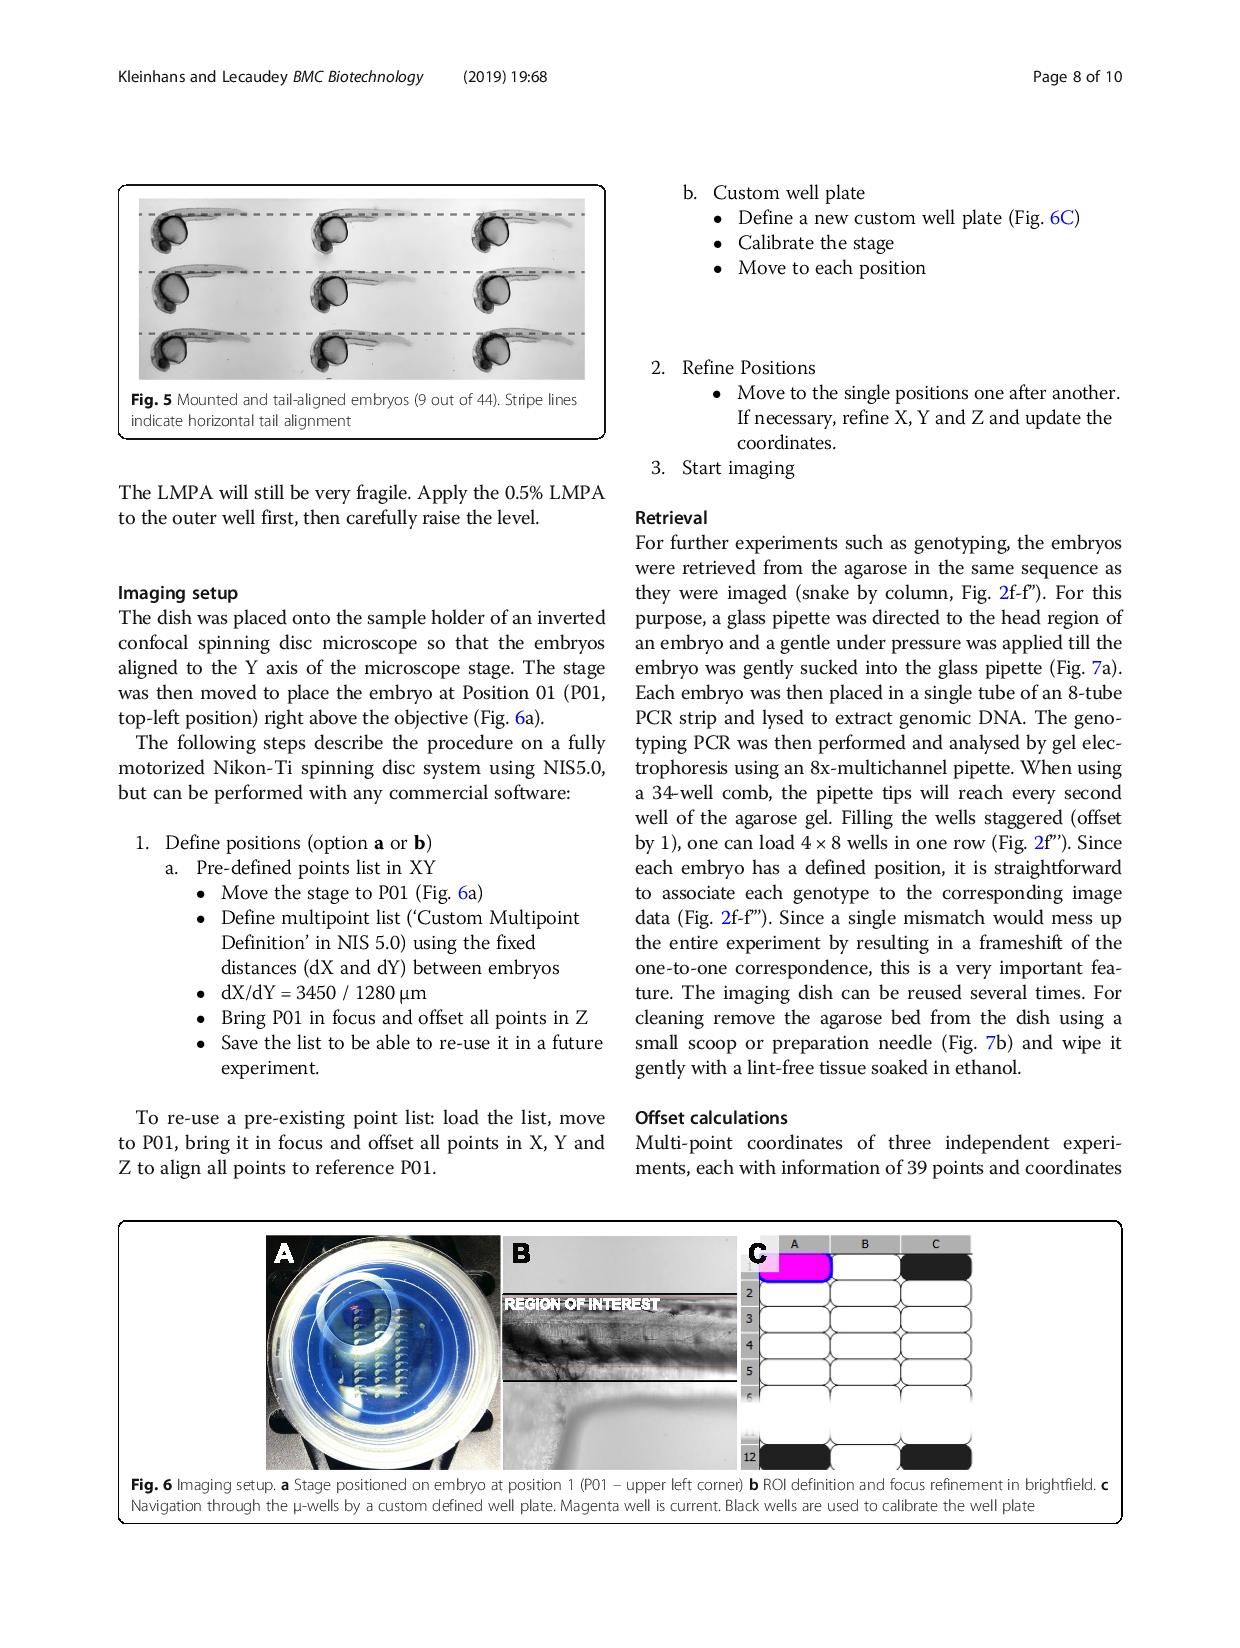 Kleinhans and Lecaudey BMC Biotechnology (2019) 19:68 Page 8 of 10
Fig. 5 Mounted and tail-aligned embryos (9 out of 44). Stripe lines
indicate horizontal tail alignment
The LMPA will still be very fragile. Apply the 0.5% LMPA
to the outer well first, then carefully raise the level.
Imaging setup
The dish was placed onto the sample holder of an inverted
confocal spinning disc microscope so that the embryos
aligned to the Y axis of the microscope stage. The stage
was then moved to place the embryo at Position 01 (P01,
top-left position) right above the objective (Fig. 6a).
The following steps describe the procedure on a fully
motorized Nikon-Ti spinning disc system using NIS5.0,
but can be performed with any commercial software:
1. Define positions (option a or b)
a. Pre-defined points list in XY
• Move the stage to P01 (Fig. 6a)
• Define multipoint list (‘Custom Multipoint
Definition’ in NIS 5.0) using the fixed
distances (dX and dY) between embryos
• dX/dY = 3450 / 1280 μm
• Bring P01 in focus and offset all points in Z
• Save the list to be able to re-use it in a future
experiment.
To re-use a pre-existing point list: load the list, move
to P01, bring it in focus and offset all points in X, Y and
Z to align all points to reference P01.
b. Custom well plate
• Define a new custom well plate (Fig. 6C)
• Calibrate the stage
• Move to each position
2. Refine Positions
• Move to the single positions one after another.
If necessary, refine X, Y and Z and update the
coordinates.
3. Start imaging
Retrieval
For further experiments such as genotyping, the embryos
were retrieved from the agarose in the same sequence as
they were imaged (snake by column, Fig. 2f-f”). For this
purpose, a glass pipette was directed to the head region of
an embryo and a gentle under pressure was applied till the
embryo was gently sucked into the glass pipette (Fig. 7a).
Each embryo was then placed in a single tube of an 8-tube
PCR strip and lysed to extract genomic DNA. The geno-
typing PCR was then performed and analysed by gel elec-
trophoresis using an 8x-multichannel pipette. When using
a 34-well comb, the pipette tips will reach every second
well of the agarose gel. Filling the wells staggered (offset
by 1), one can load 4 × 8 wells in one row (Fig. 2f”’). Since
each embryo has a defined position, it is straightforward
to associate each genotype to the corresponding image
data (Fig. 2f-f”’). Since a single mismatch would mess up
the entire experiment by resulting in a frameshift of the
one-to-one correspondence, this is a very important fea-
ture. The imaging dish can be reused several times. For
cleaning remove the agarose bed from the dish using a
small scoop or preparation needle (Fig. 7b) and wipe it
gently with a lint-free tissue soaked in ethanol.
Offset calculations
Multi-point coordinates of three independent experi-
ments, each with information of 39 points and coordinates
A
B
REGION OF INTEREST
C
A B C
2
3
4
5
6
12
Fig. 6 Imaging setup. a Stage positioned on embryo at position 1 (P01 – upper left corner) b ROI definition and focus refinement in brightfield. c
Navigation through the μ-wells by a custom defined well plate. Magenta well is current. Black wells are used to calibrate the well plate